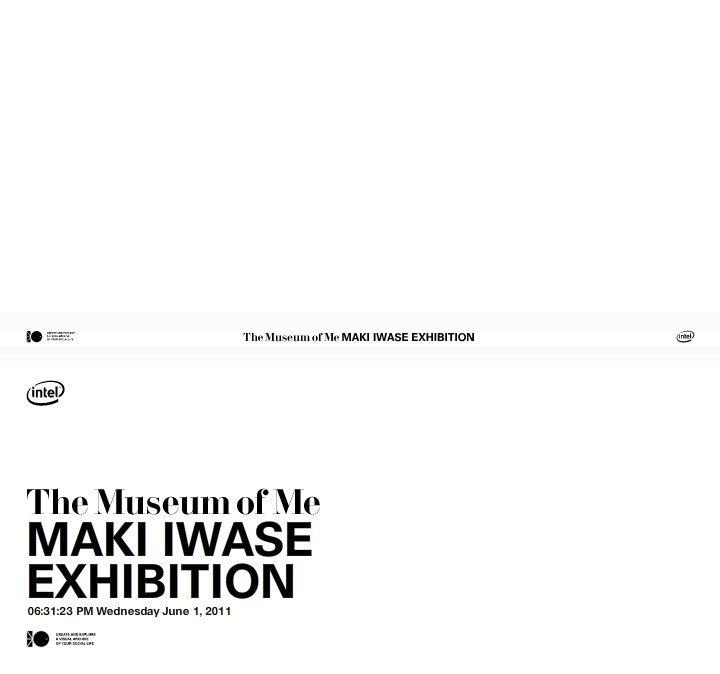 The Museum of Me MAKI IWASE EXHIBITION
intel
intel
The Museum of Me
MAKI IWASE
EXHIBITION
06:31:23 PM Wednesday June 1, 2011
CREATE AND EXPLORE
A VISUAL ARCHIVE
OF YOUR SOCIAL LIFE